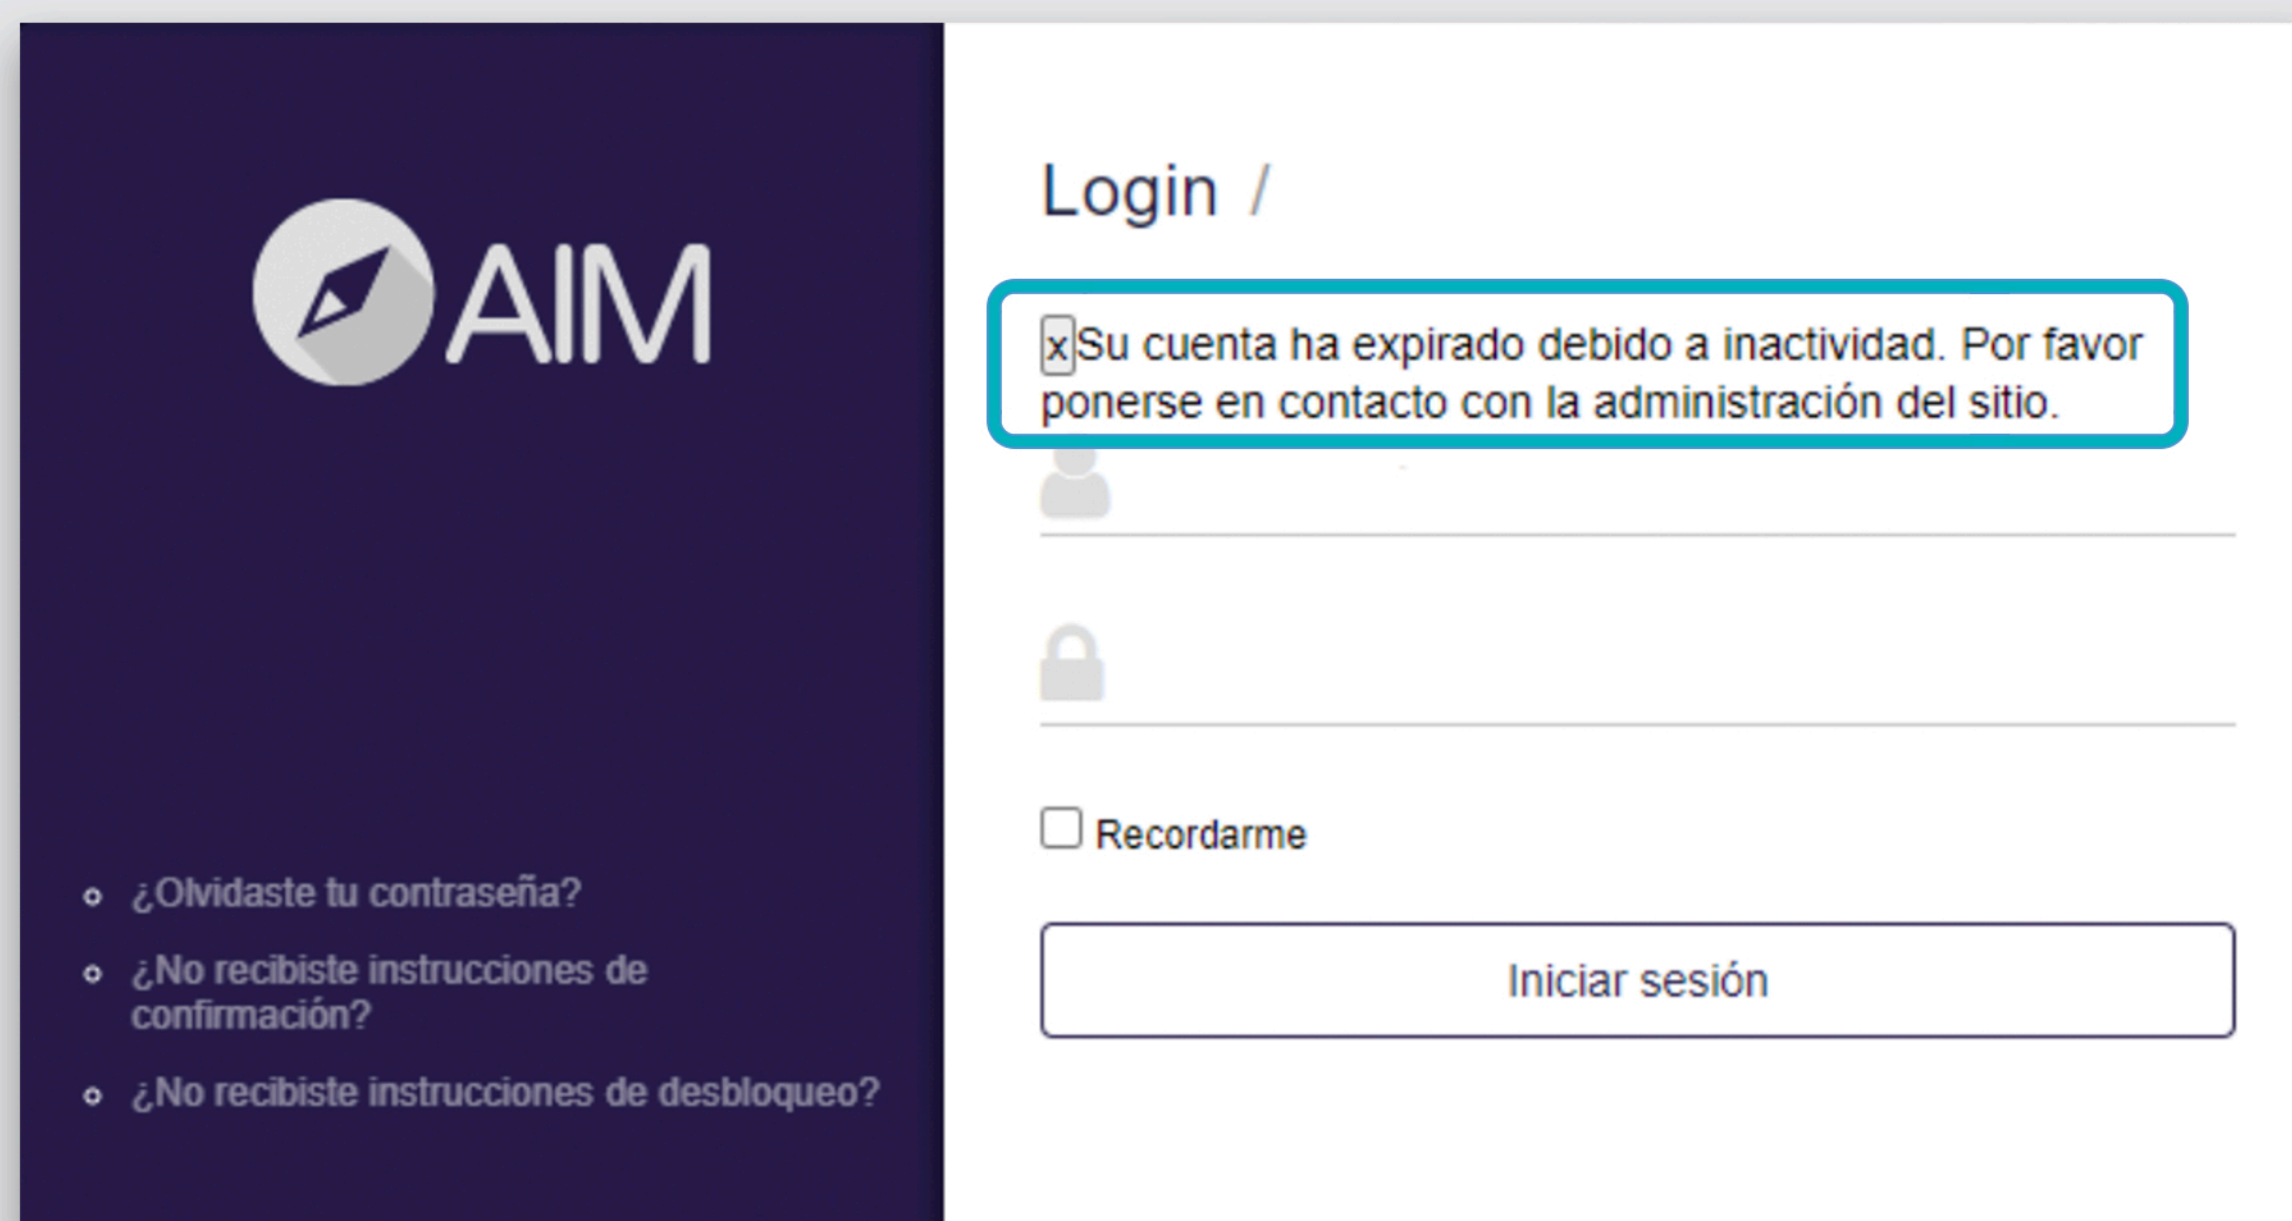 AIM
¿Olvidaste tu contraseña?
¿No recibiste instrucciones de
confirmación?
¿No recibiste instrucciones de desbloqueo?
Login /
x Su cuenta ha expirado debido a inactividad. Por favor
ponerse en contacto con la administración del sitio.
Recordarme
Iniciar sesión